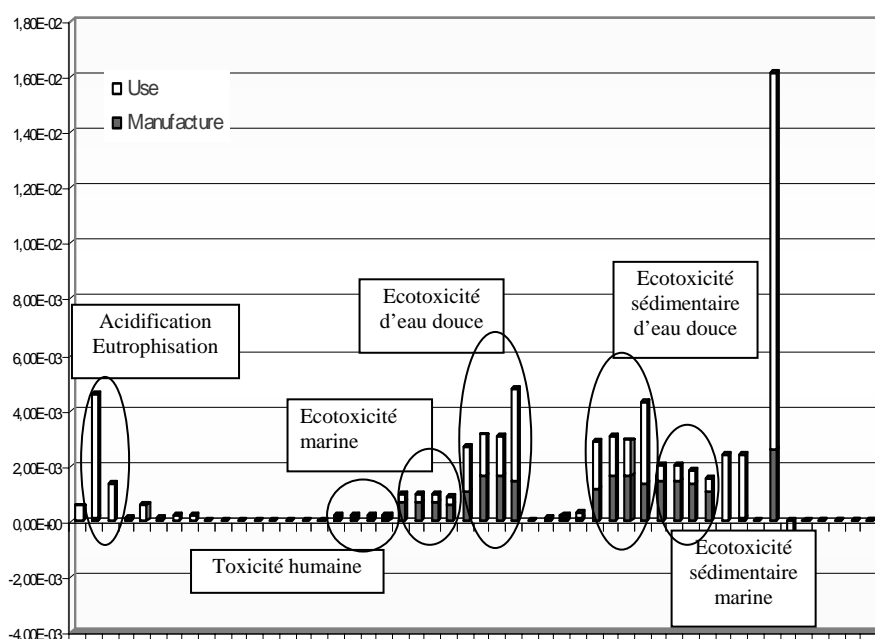 1,80E-02
1,60E-02
1,40E-02
1,20E-02
1,00E-02
8,00E-03
6,00E-03
4,00E-03
2,00E-03
0,00E+00
-2,00E-03
-4,00E-03
Use
Manufacture
Acidification
Eutrophisation
Ecotoxicité
d’eau douce
Ecotoxicité
sédimentaire
d’eau douce
Ecotoxicité
marine
Toxicité humaine
Ecotoxicité
sédimentaire
marine